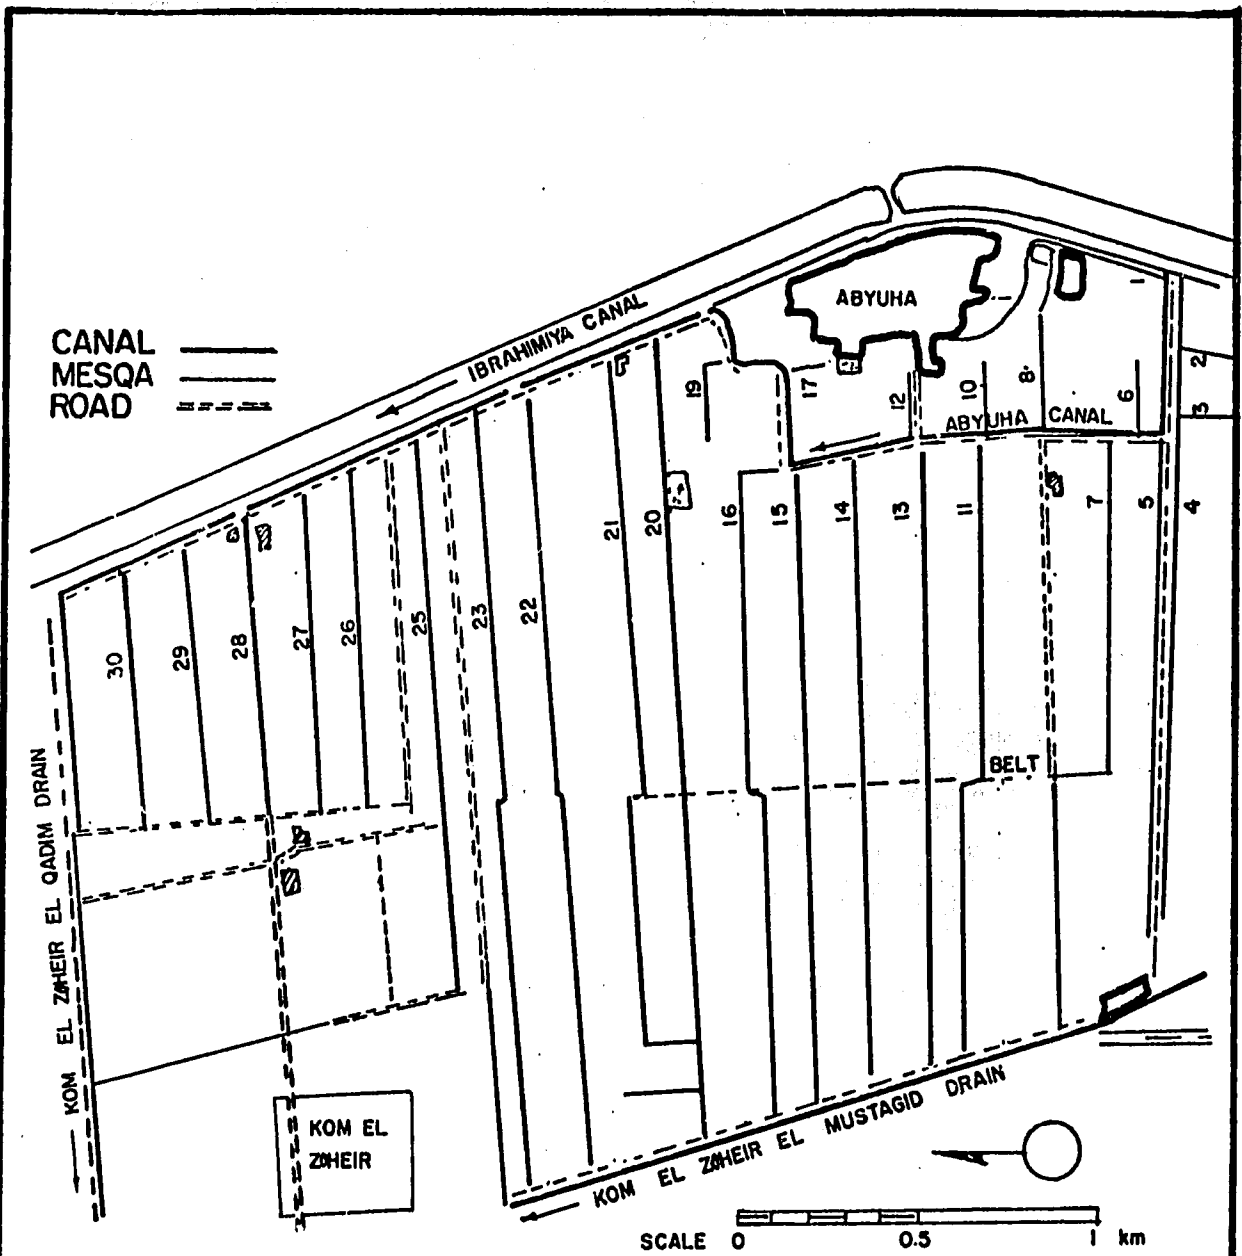 CANAL
MESQA
ROAD
IBRAHIMIYA CANAL
ABYUHA
ABYUHA CANAL
1
2
3
4
5
6
7
8
10
11
12
13
14
15
16
17
19
20
21
22
23
25
26
27
28
29
30
BELT
KOM EL ZAHEIR EL QADIM DRAIN
KOM EL
ZAHEIR
KOM EL ZAHEIR EL MUSTAGID DRAIN
SCALE 0 0.5 1 km